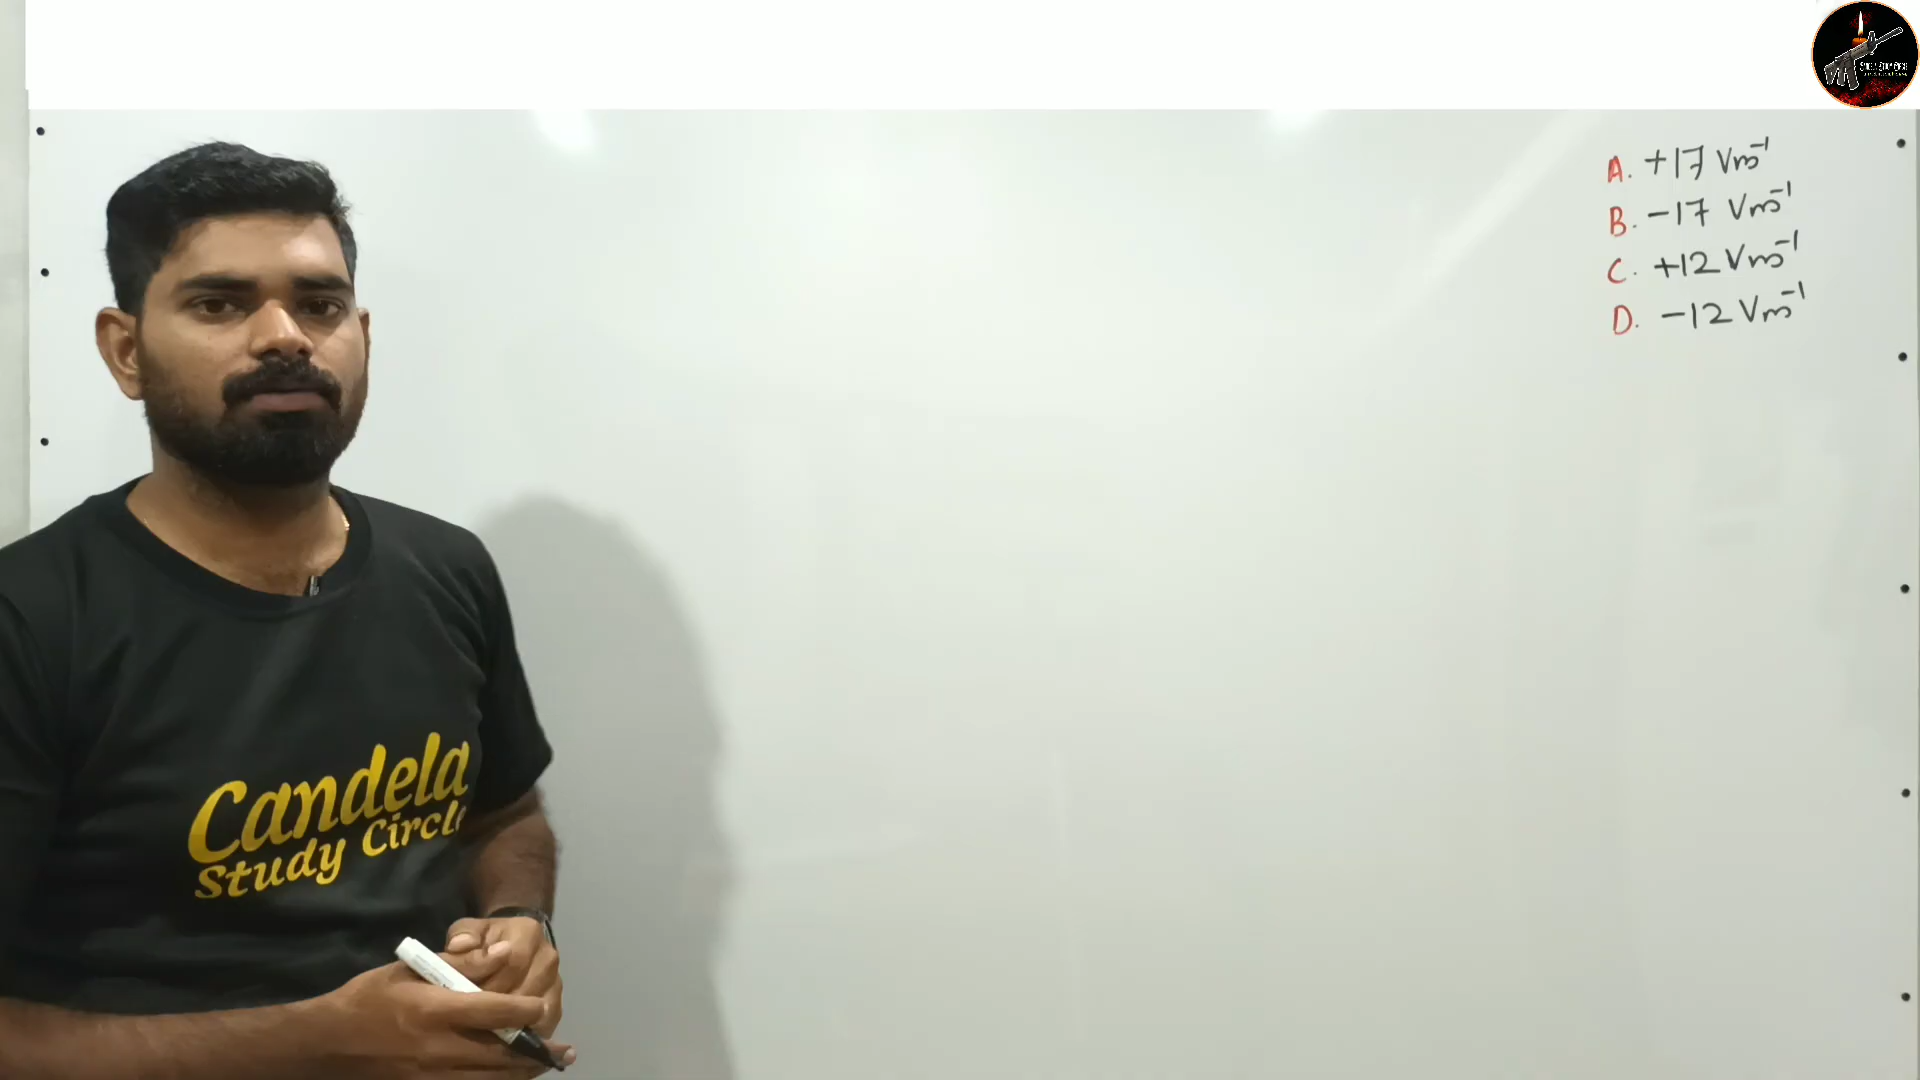 A. +17 Vm⁻¹
B. -17 Vm⁻¹
C. +12 Vm⁻¹
D. -12 Vm⁻¹
Candela
Study Circle